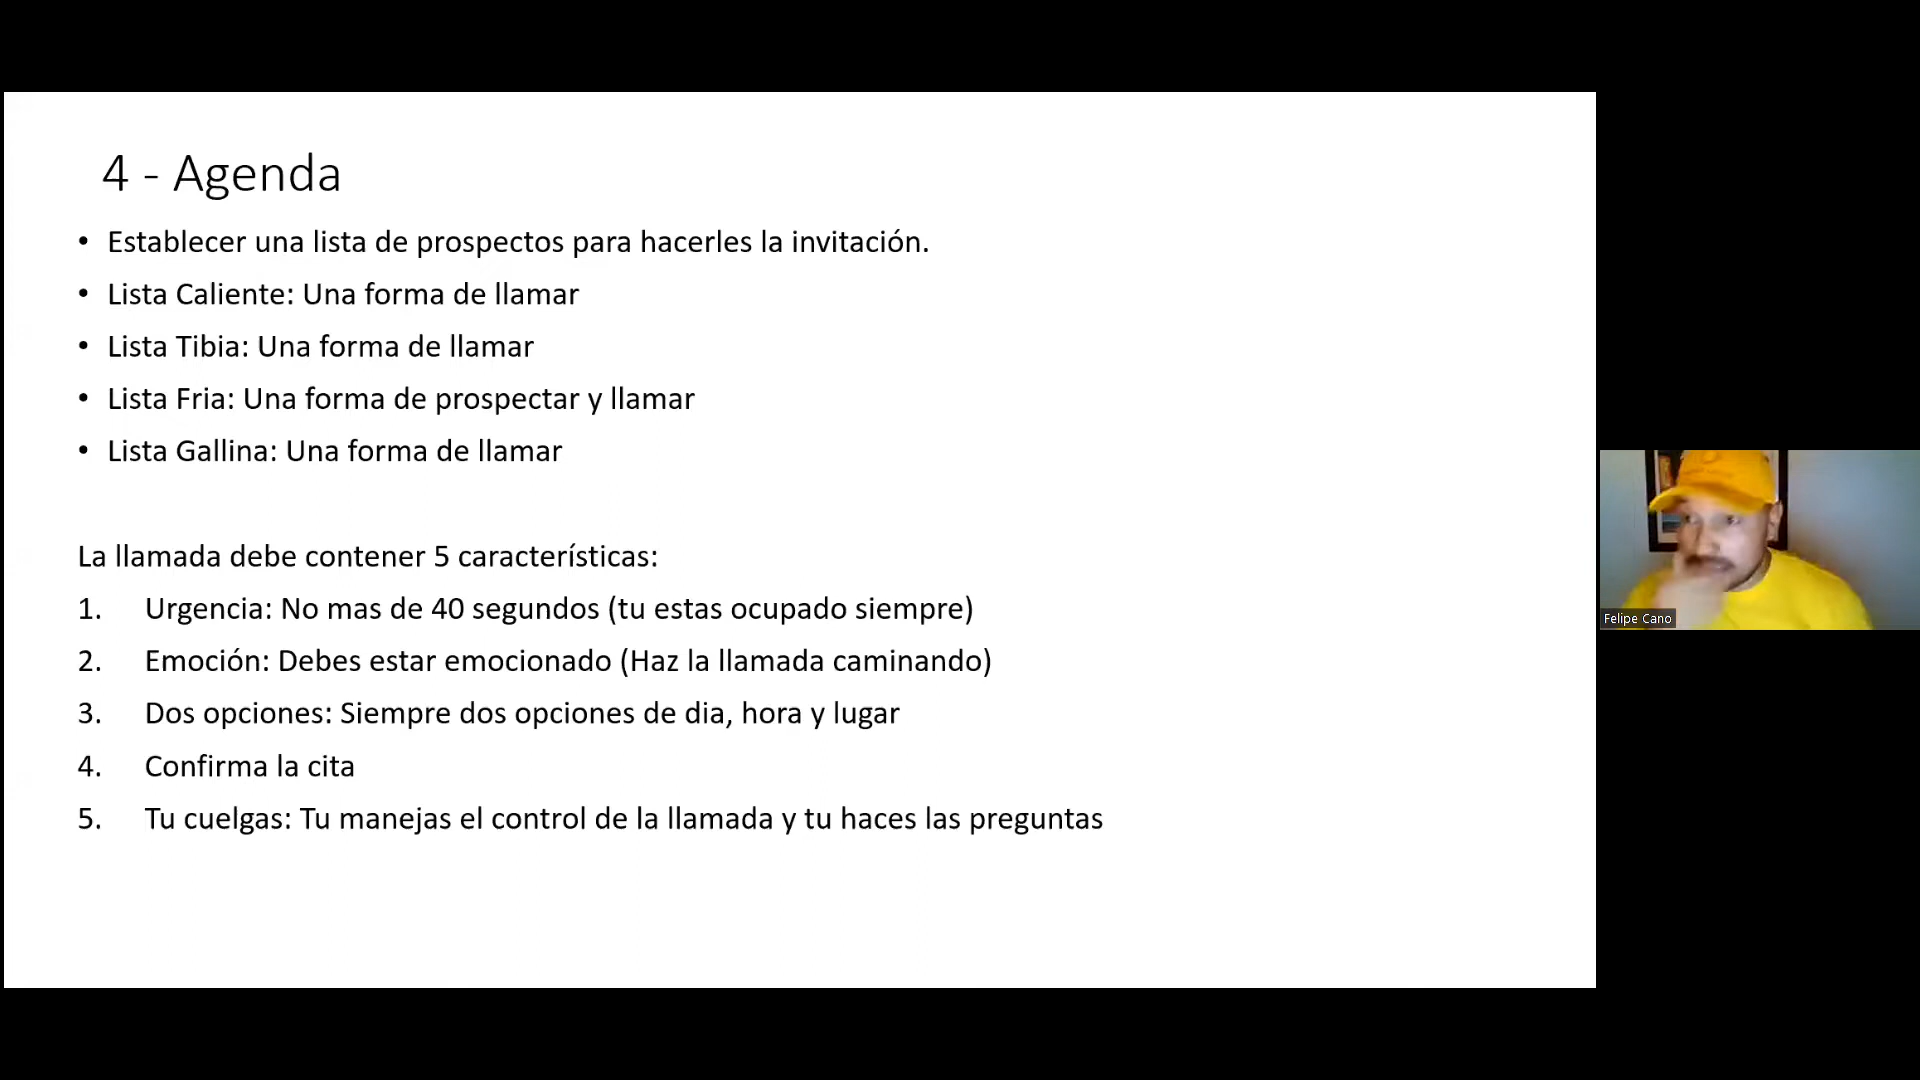 4 - Agenda
• Establecer una lista de prospectos para hacerles la invitación.
• Lista Caliente: Una forma de llamar
• Lista Tibia: Una forma de llamar
• Lista Fria: Una forma de prospectar y llamar
• Lista Gallina: Una forma de llamar
La llamada debe contener 5 características:
1. Urgencia: No mas de 40 segundos (tu estas ocupado siempre)
2. Emoción: Debes estar emocionado (Haz la llamada caminando)
3. Dos opciones: Siempre dos opciones de dia, hora y lugar
4. Confirma la cita
5. Tu cuelgas: Tu manejas el control de la llamada y tu haces las preguntas
Felipe Cano